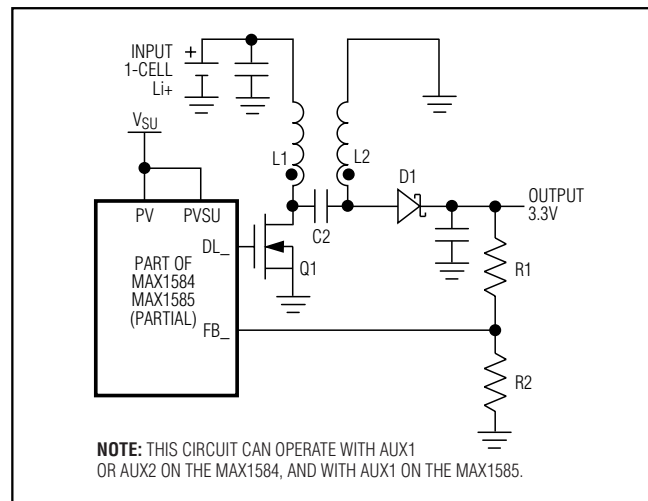 INPUT
1-CELL
Li+
+
VSU
L1
L2
D1
OUTPUT
3.3V
PV
PVSU
C2
DL_
Q1
R1
PART OF
MAX1584
MAX1585
(PARTIAL)
FB_
R2
NOTE: THIS CIRCUIT CAN OPERATE WITH AUX1
OR AUX2 ON THE MAX1584, AND WITH AUX1 ON THE MAX1585.